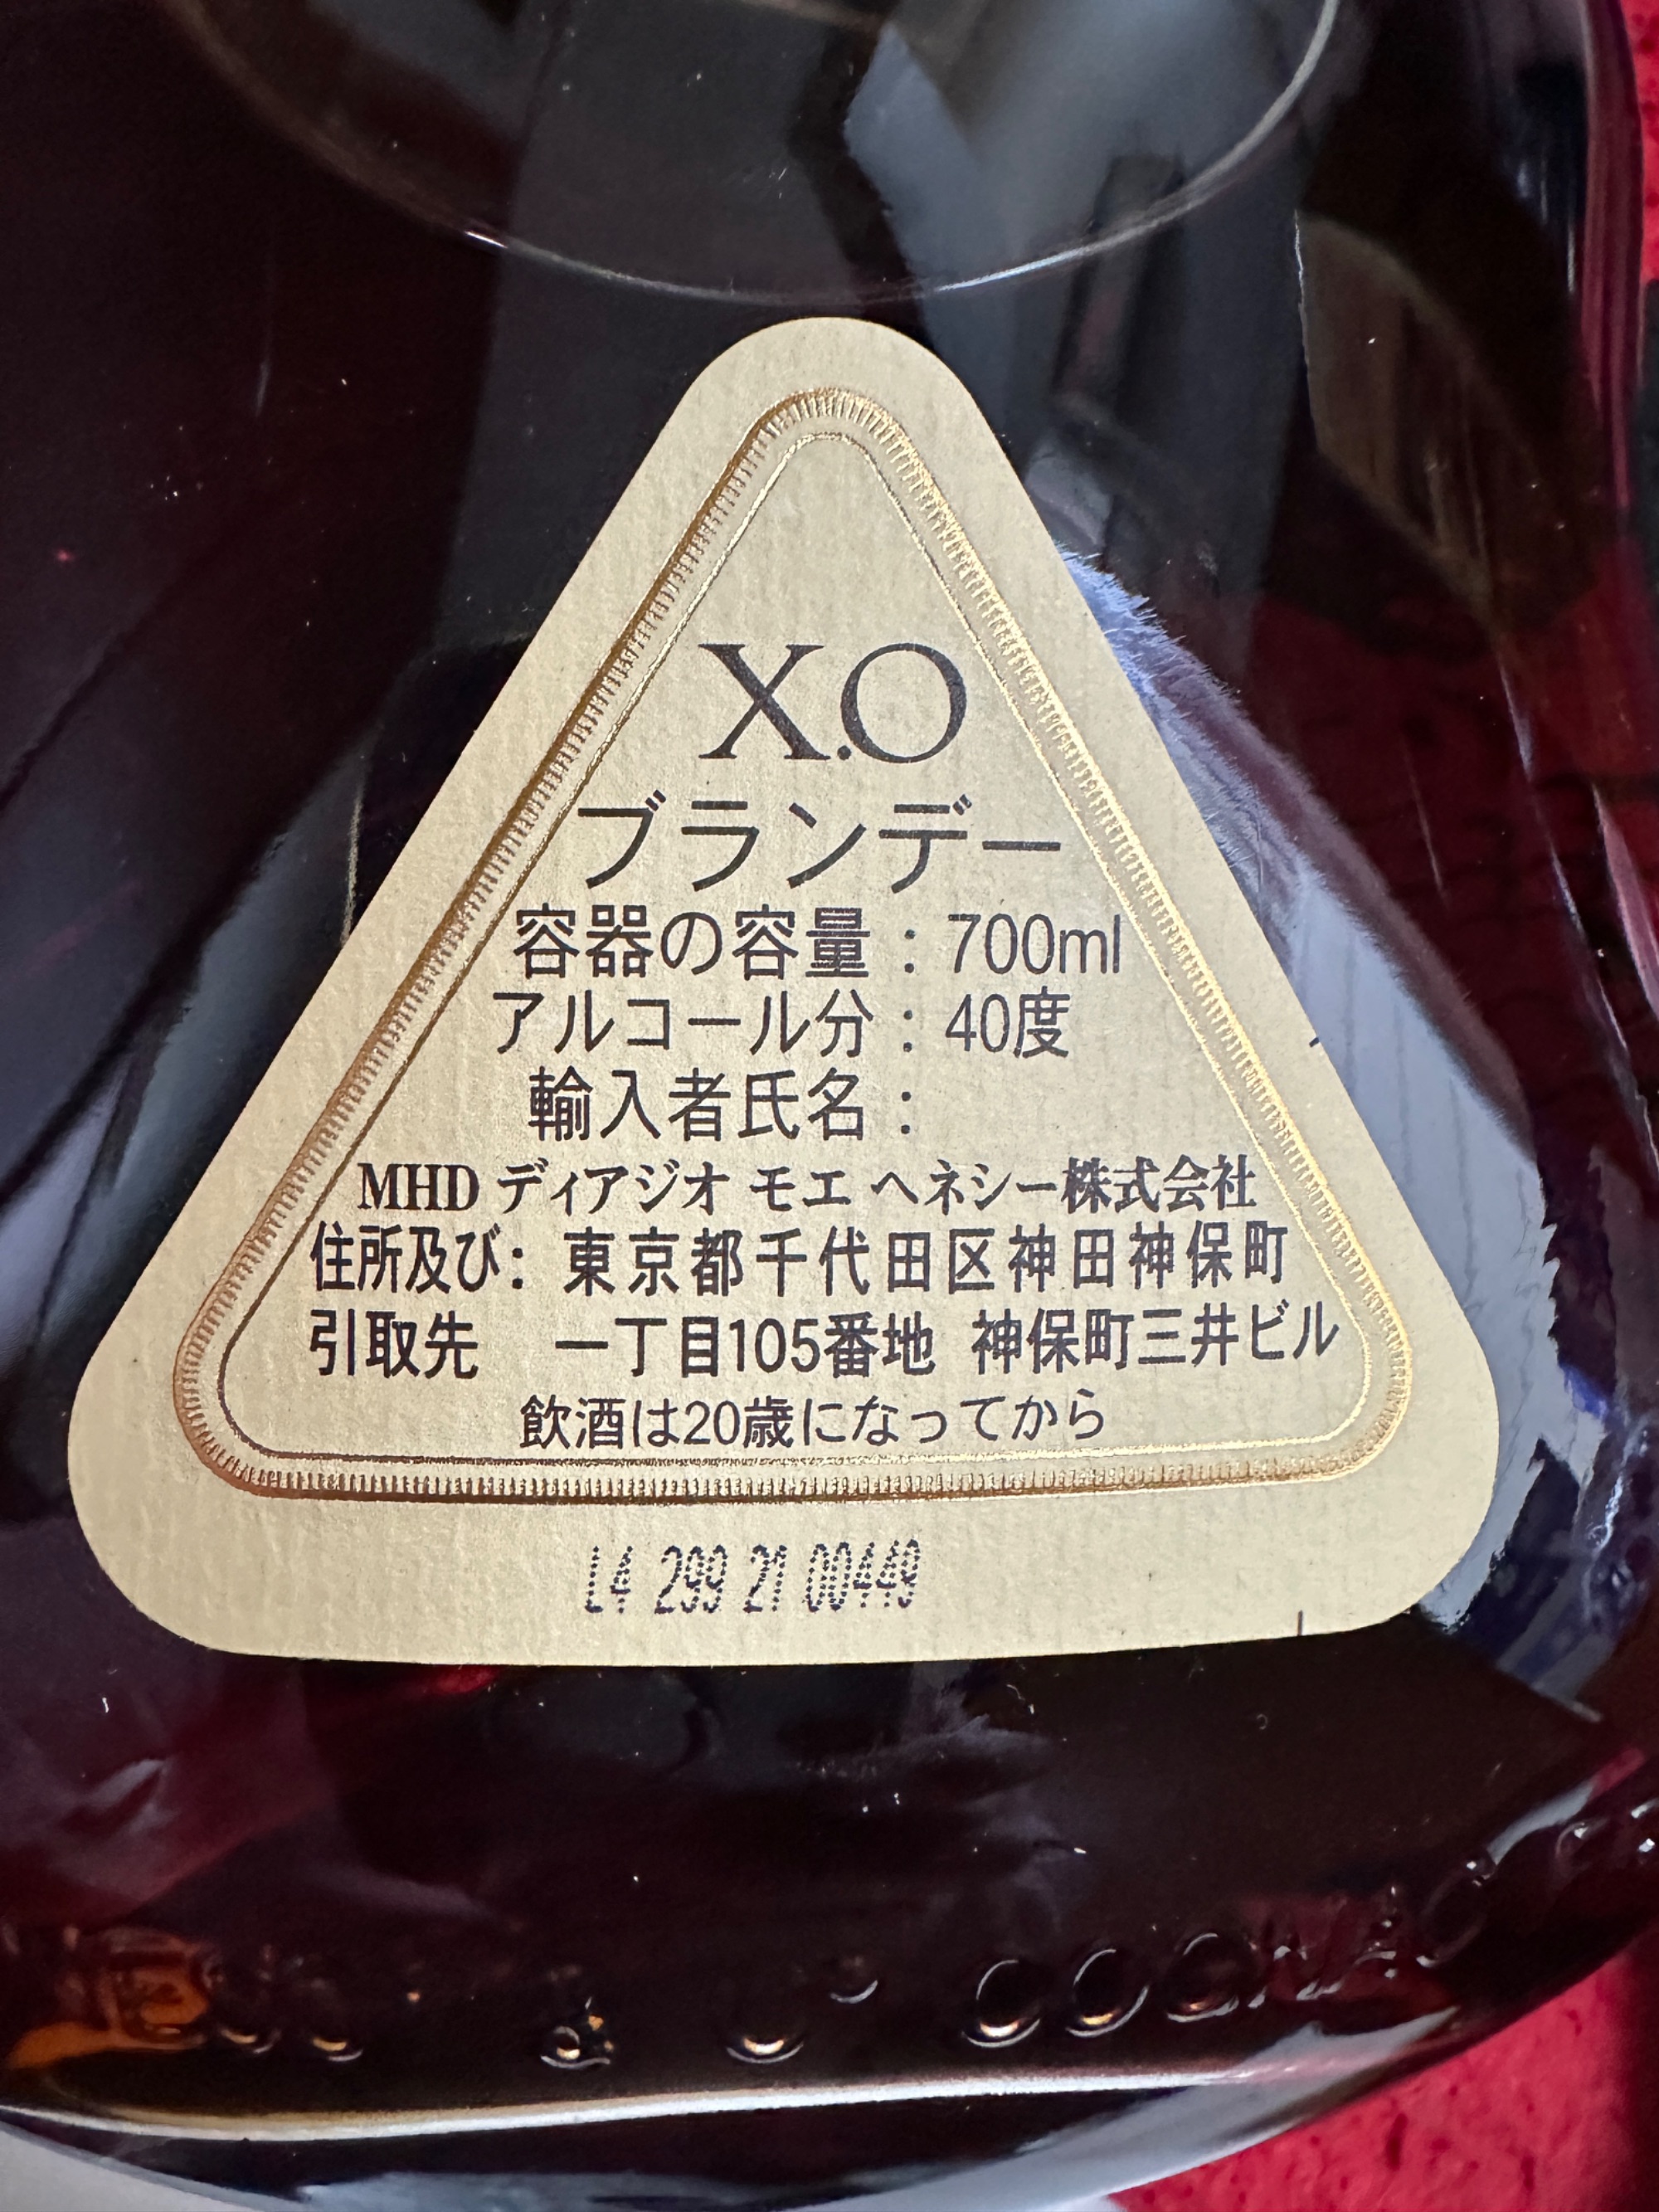 X.O
ブランデー
容器の容量：700ml
アルコール分：40度
輸入者氏名：
MHD ディアジオ モエ ヘネシー株式会社
住所及び：東京都千代田区神田神保町
引取先　一丁目105番地 神保町三井ビル
飲酒は20歳になってから
L4 299 21 00449
COGNAC